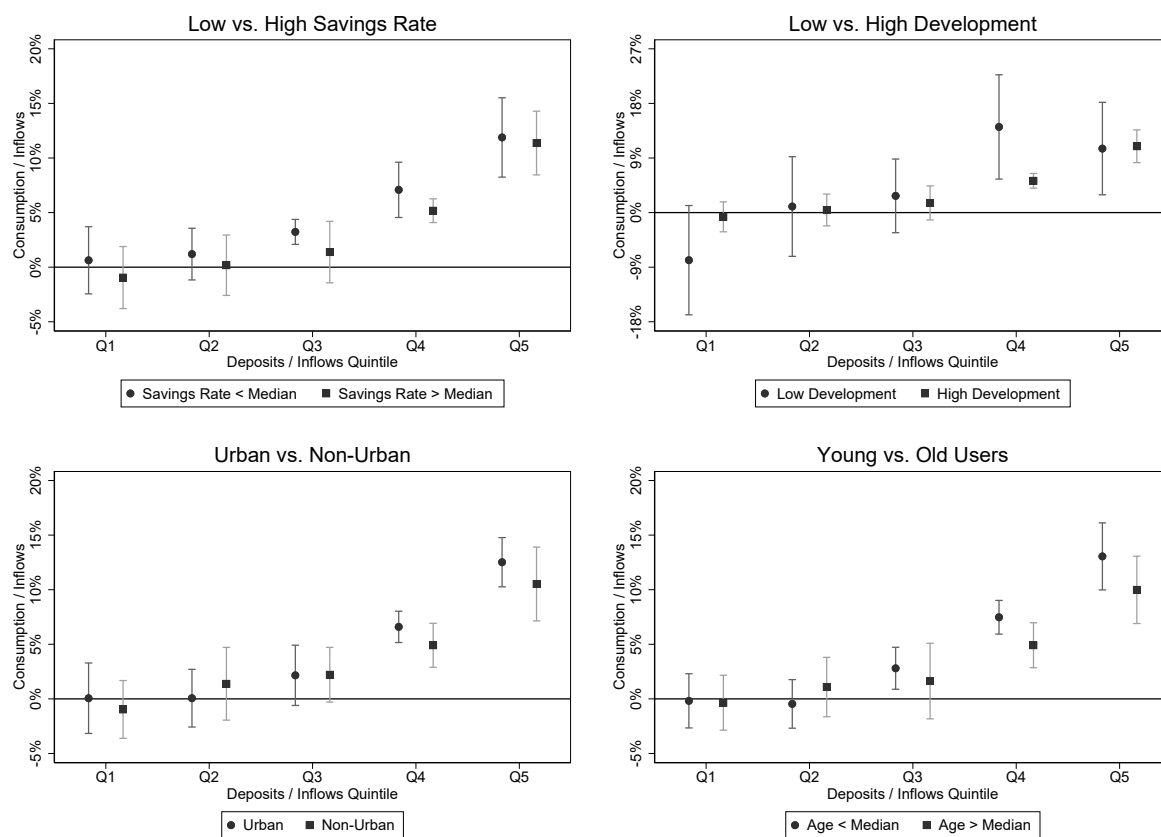 Low vs. High Savings Rate
Consumption / Inflows
20%
15%
10%
5%
0%
-5%
Q1 Q2 Q3 Q4 Q5
Deposits / Inflows Quintile
Savings Rate < Median Savings Rate > Median
Low vs. High Development
Consumption / Inflows
27%
18%
9%
0%
-9%
-18%
Q1 Q2 Q3 Q4 Q5
Deposits / Inflows Quintile
Low Development High Development
Urban vs. Non-Urban
Consumption / Inflows
20%
15%
10%
5%
0%
-5%
Q1 Q2 Q3 Q4 Q5
Deposits / Inflows Quintile
Urban Non-Urban
Young vs. Old Users
Consumption / Inflows
20%
15%
10%
5%
0%
-5%
Q1 Q2 Q3 Q4 Q5
Deposits / Inflows Quintile
Age < Median Age > Median